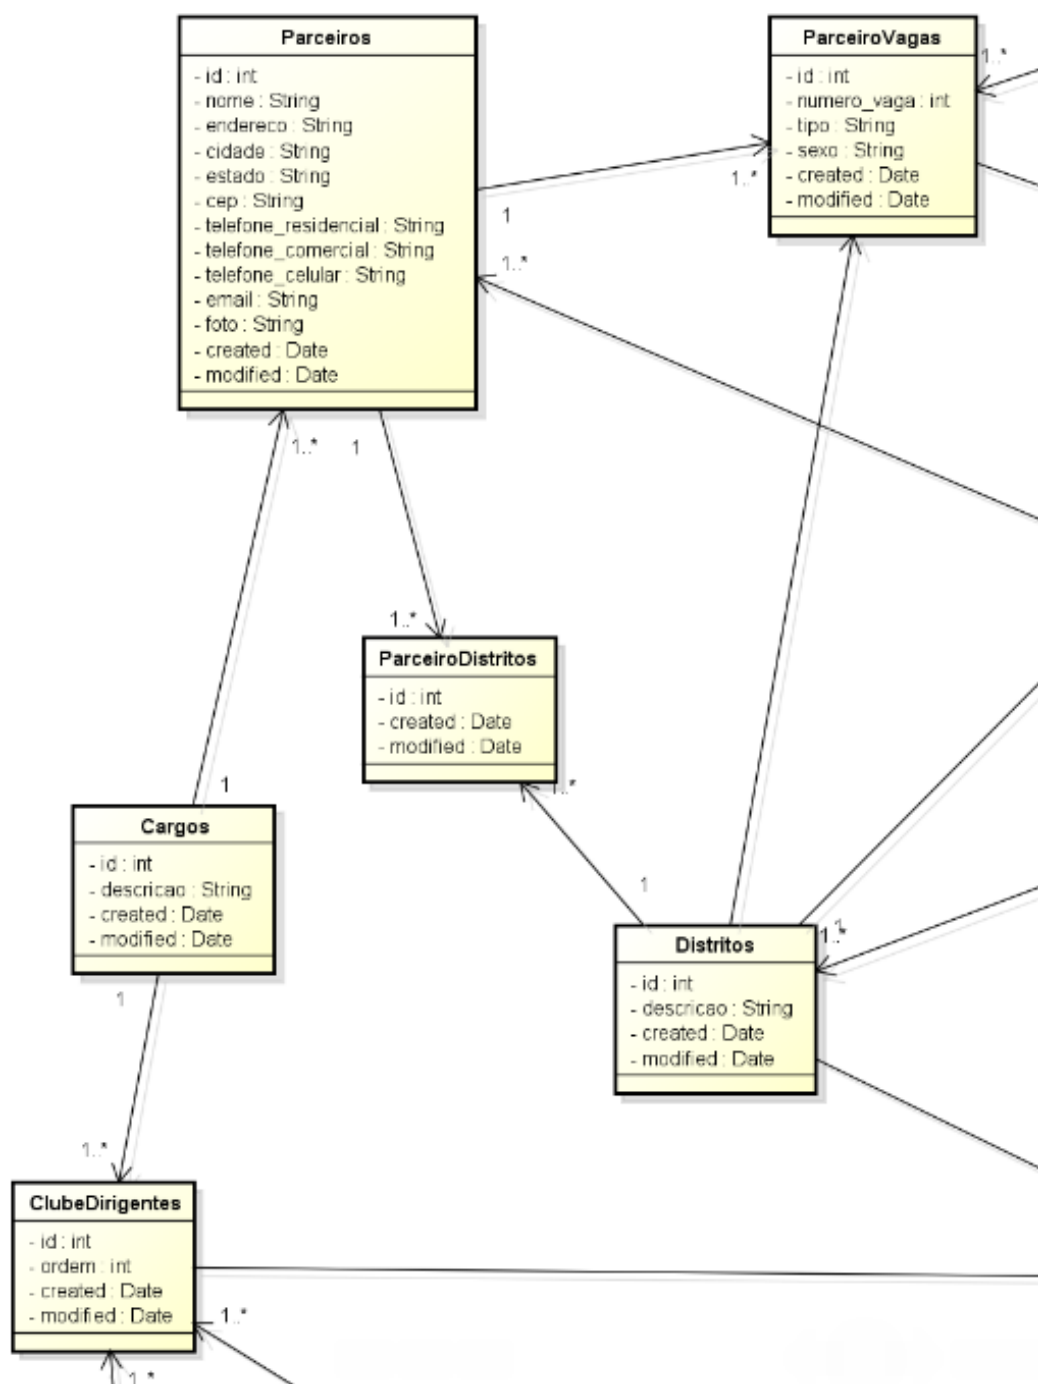 Parceiros
- id : int
- nome : String
- endereco : String
- cidade : String
- estado : String
- cep : String
- telefone_residencial : String
- telefone_comercial : String
- telefone_celular : String
- email : String
- foto : String
- created : Date
- modified : Date
ParceiroVagas
- id : int
- numero_vaga : int
- tipo : String
- sexo : String
- created : Date
- modified : Date
1..*
1..*
1
1..*
1..*
1
1..*
ParceiroDistritos
- id : int
- created : Date
- modified : Date
1..*
1
1
Cargos
- id : int
- descricao : String
- created : Date
- modified : Date
1
1..*
Distritos
- id : int
- descricao : String
- created : Date
- modified : Date
1
1..*
ClubeDirigentes
- id : int
- ordem : int
- created : Date
- modified : Date
1..*
1..*